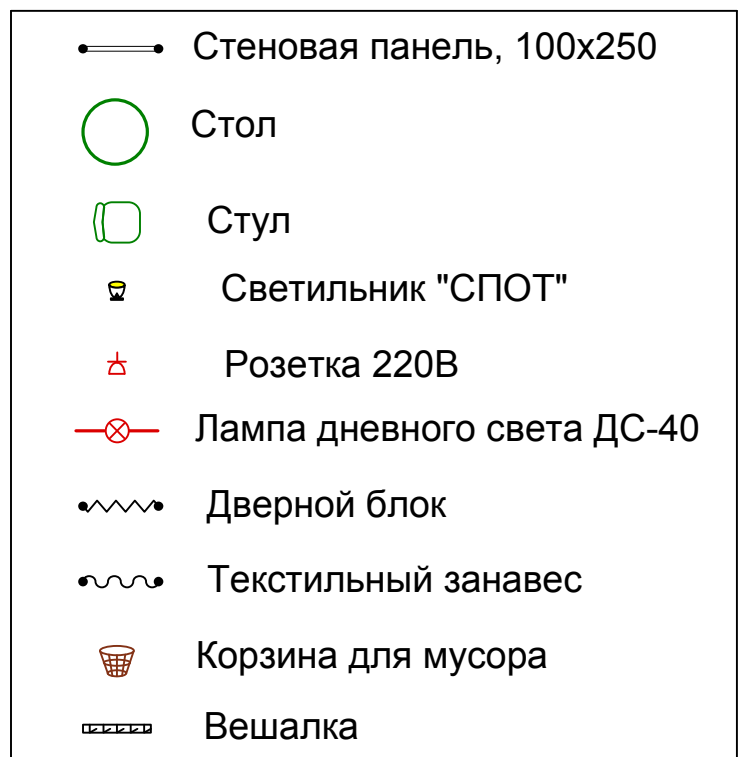 Стеновая панель, 100х250
Стол
Стул
Светильник "СПОТ"
Розетка 220В
Лампа дневного света ДС-40
Дверной блок
Текстильный занавес
Корзина для мусора
Вешалка